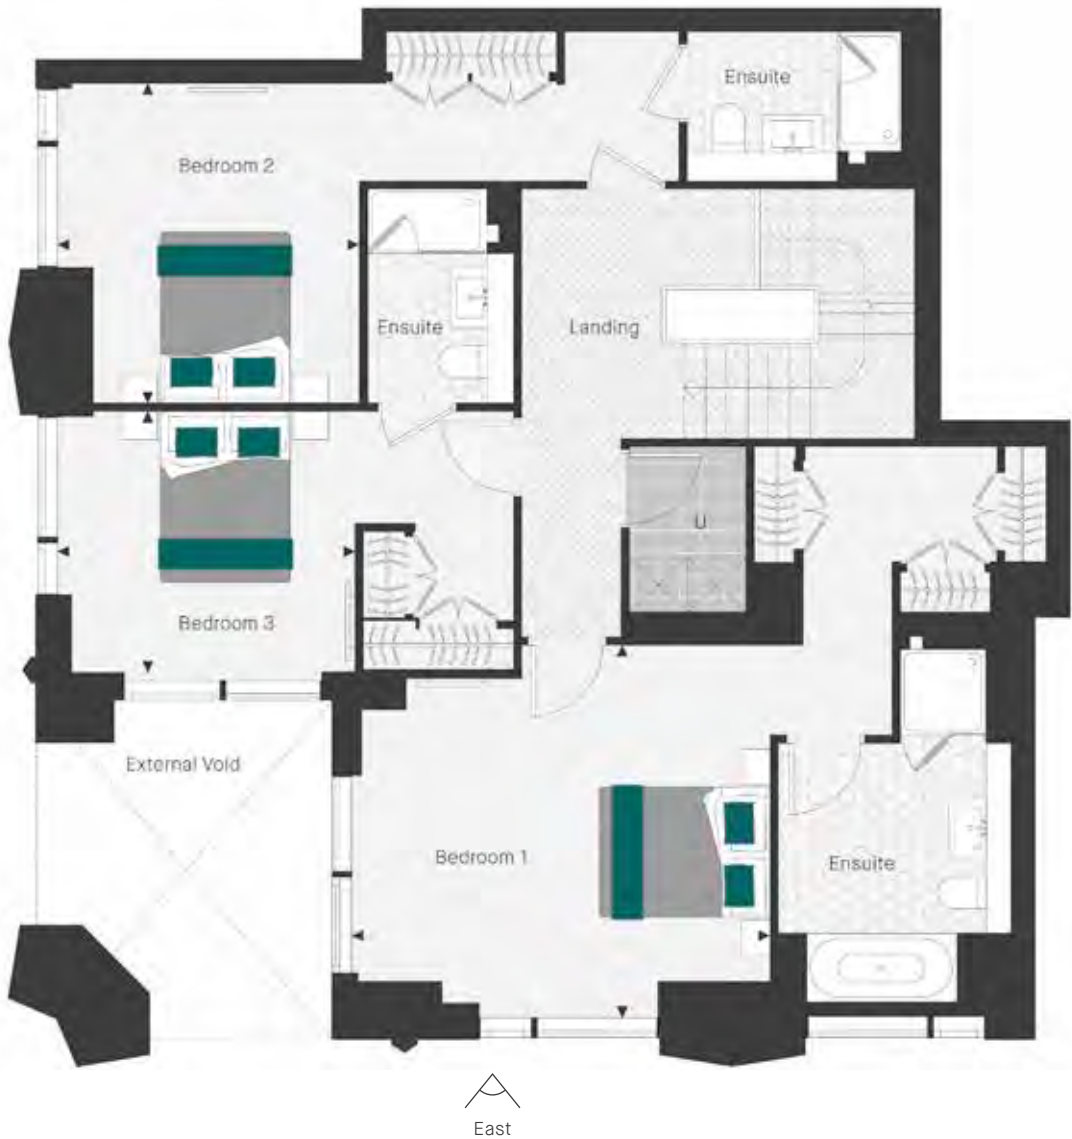 Ensuite
Bedroom 2
Ensuite
Landing
U
Bedroom 3
External Void
Bedroom 1
Ensuite
East